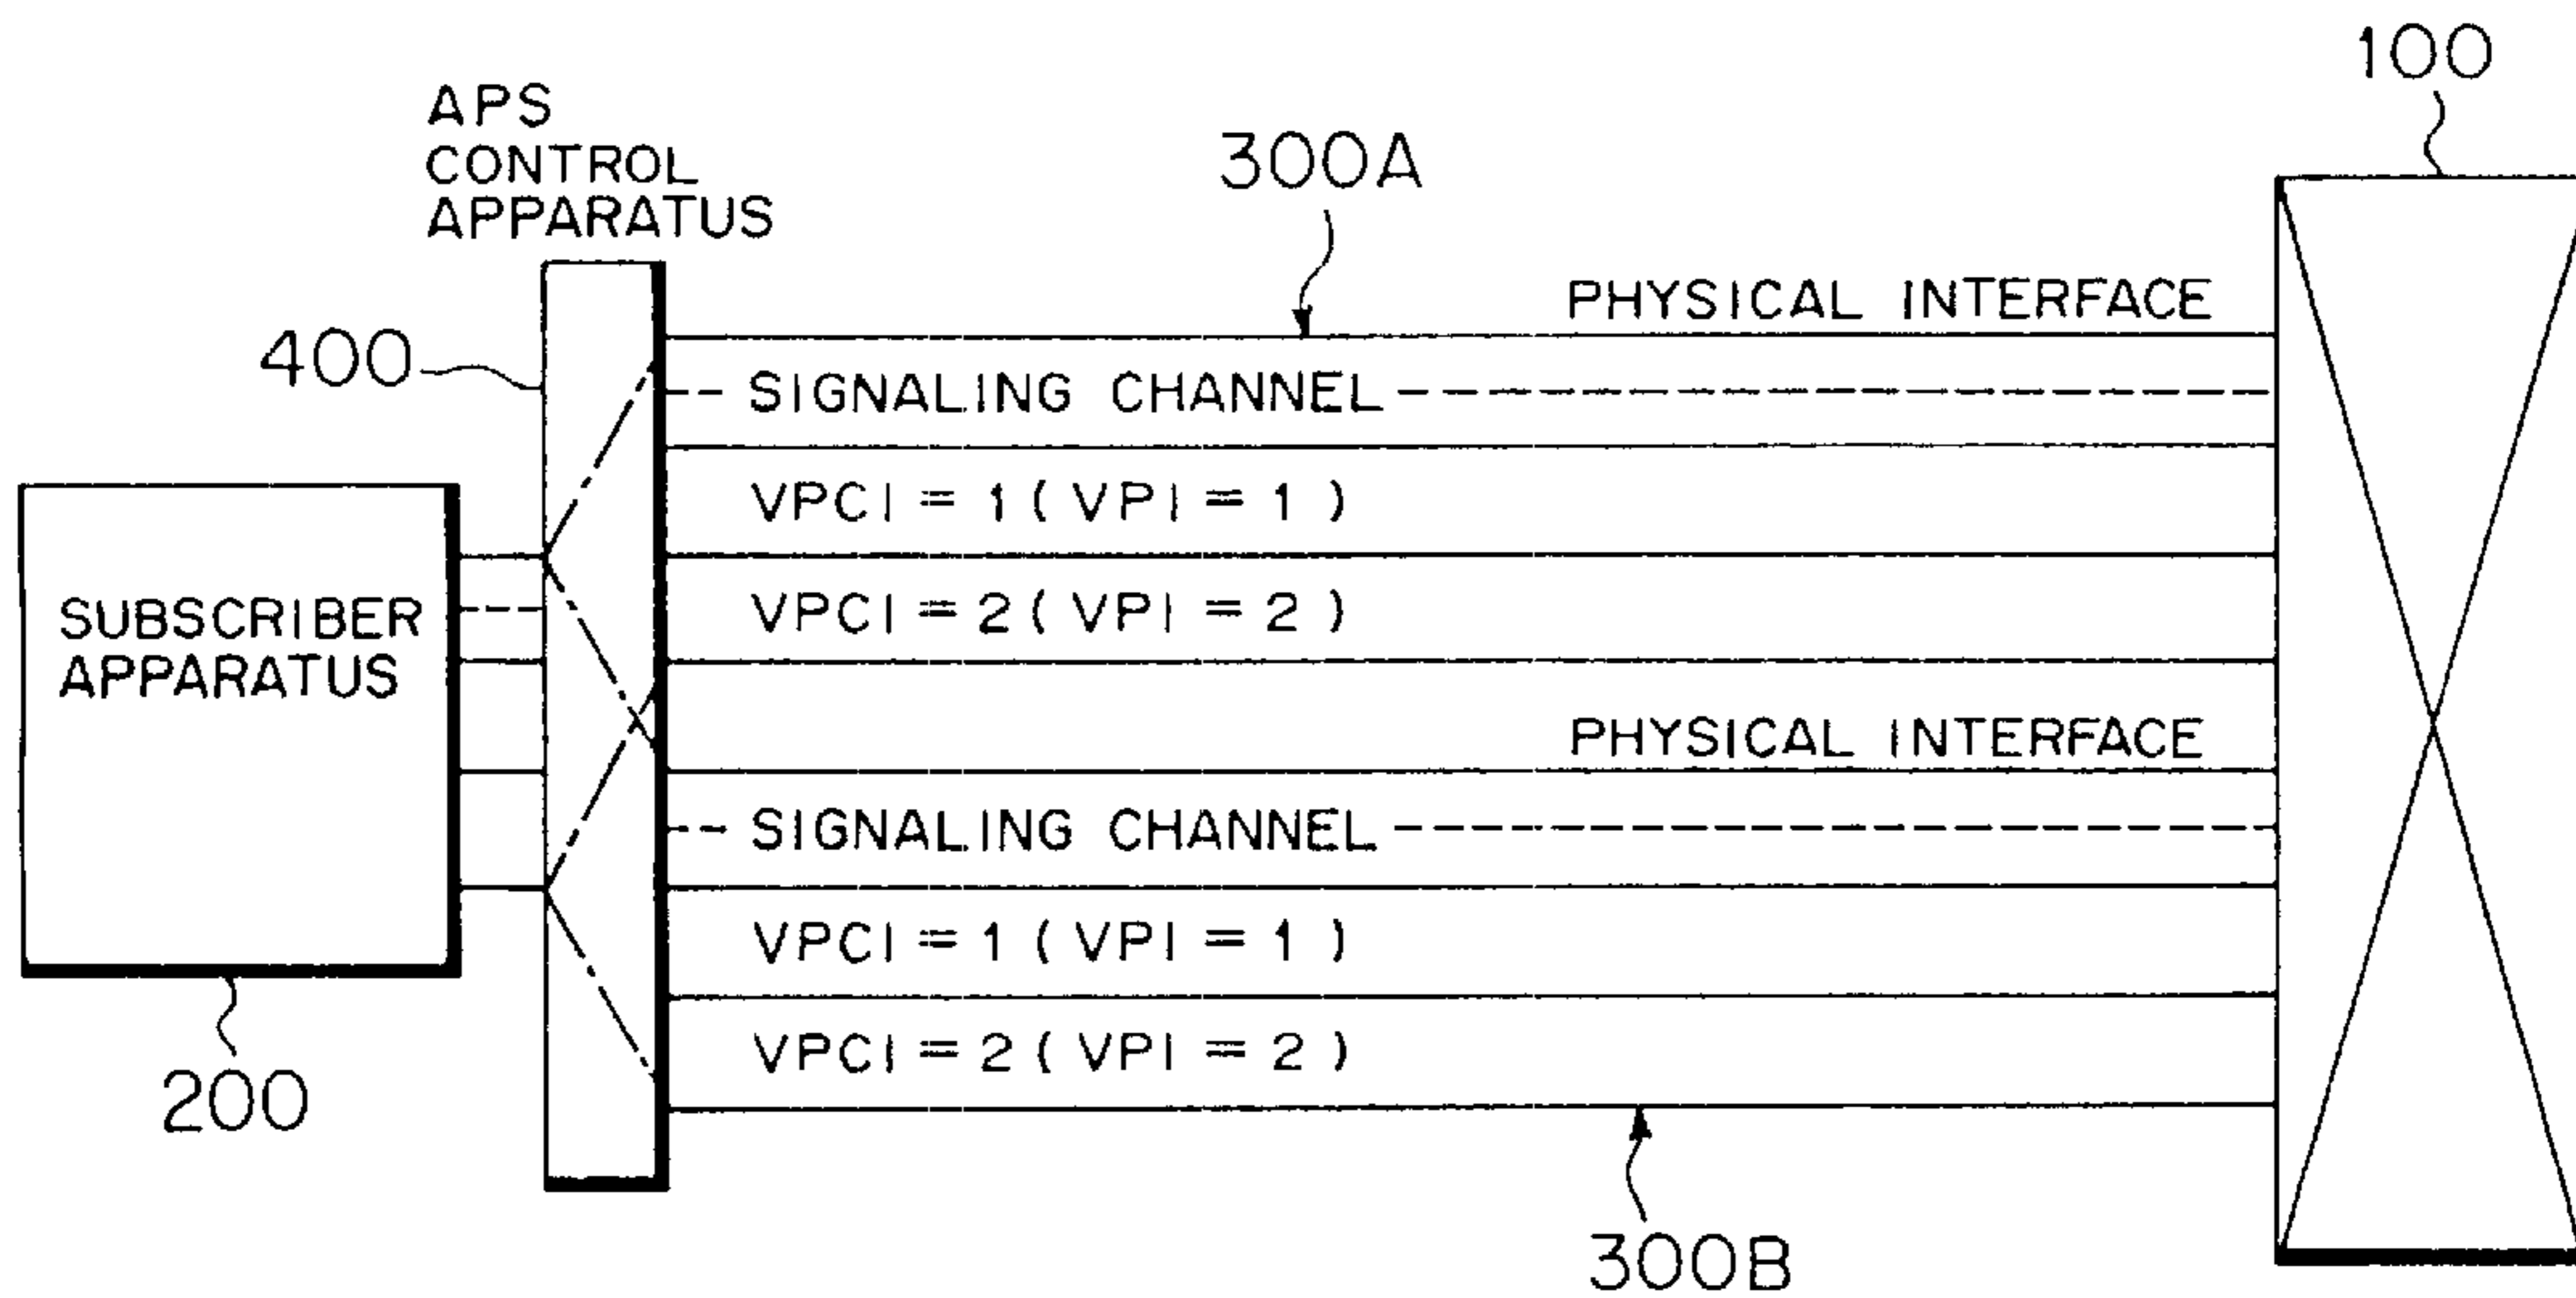 100
APS
CONTROL
APPARATUS
300A
PHYSICAL INTERFACE
400
SIGNALING CHANNEL
VPCI = 1 ( VPI = 1 )
SUBSCRIBER
APPARATUS
VPCI = 2 ( VPI = 2 )
PHYSICAL INTERFACE
SIGNALING CHANNEL
VPCI = 1 ( VPI = 1 )
VPCI = 2 ( VPI = 2 )
200
300B